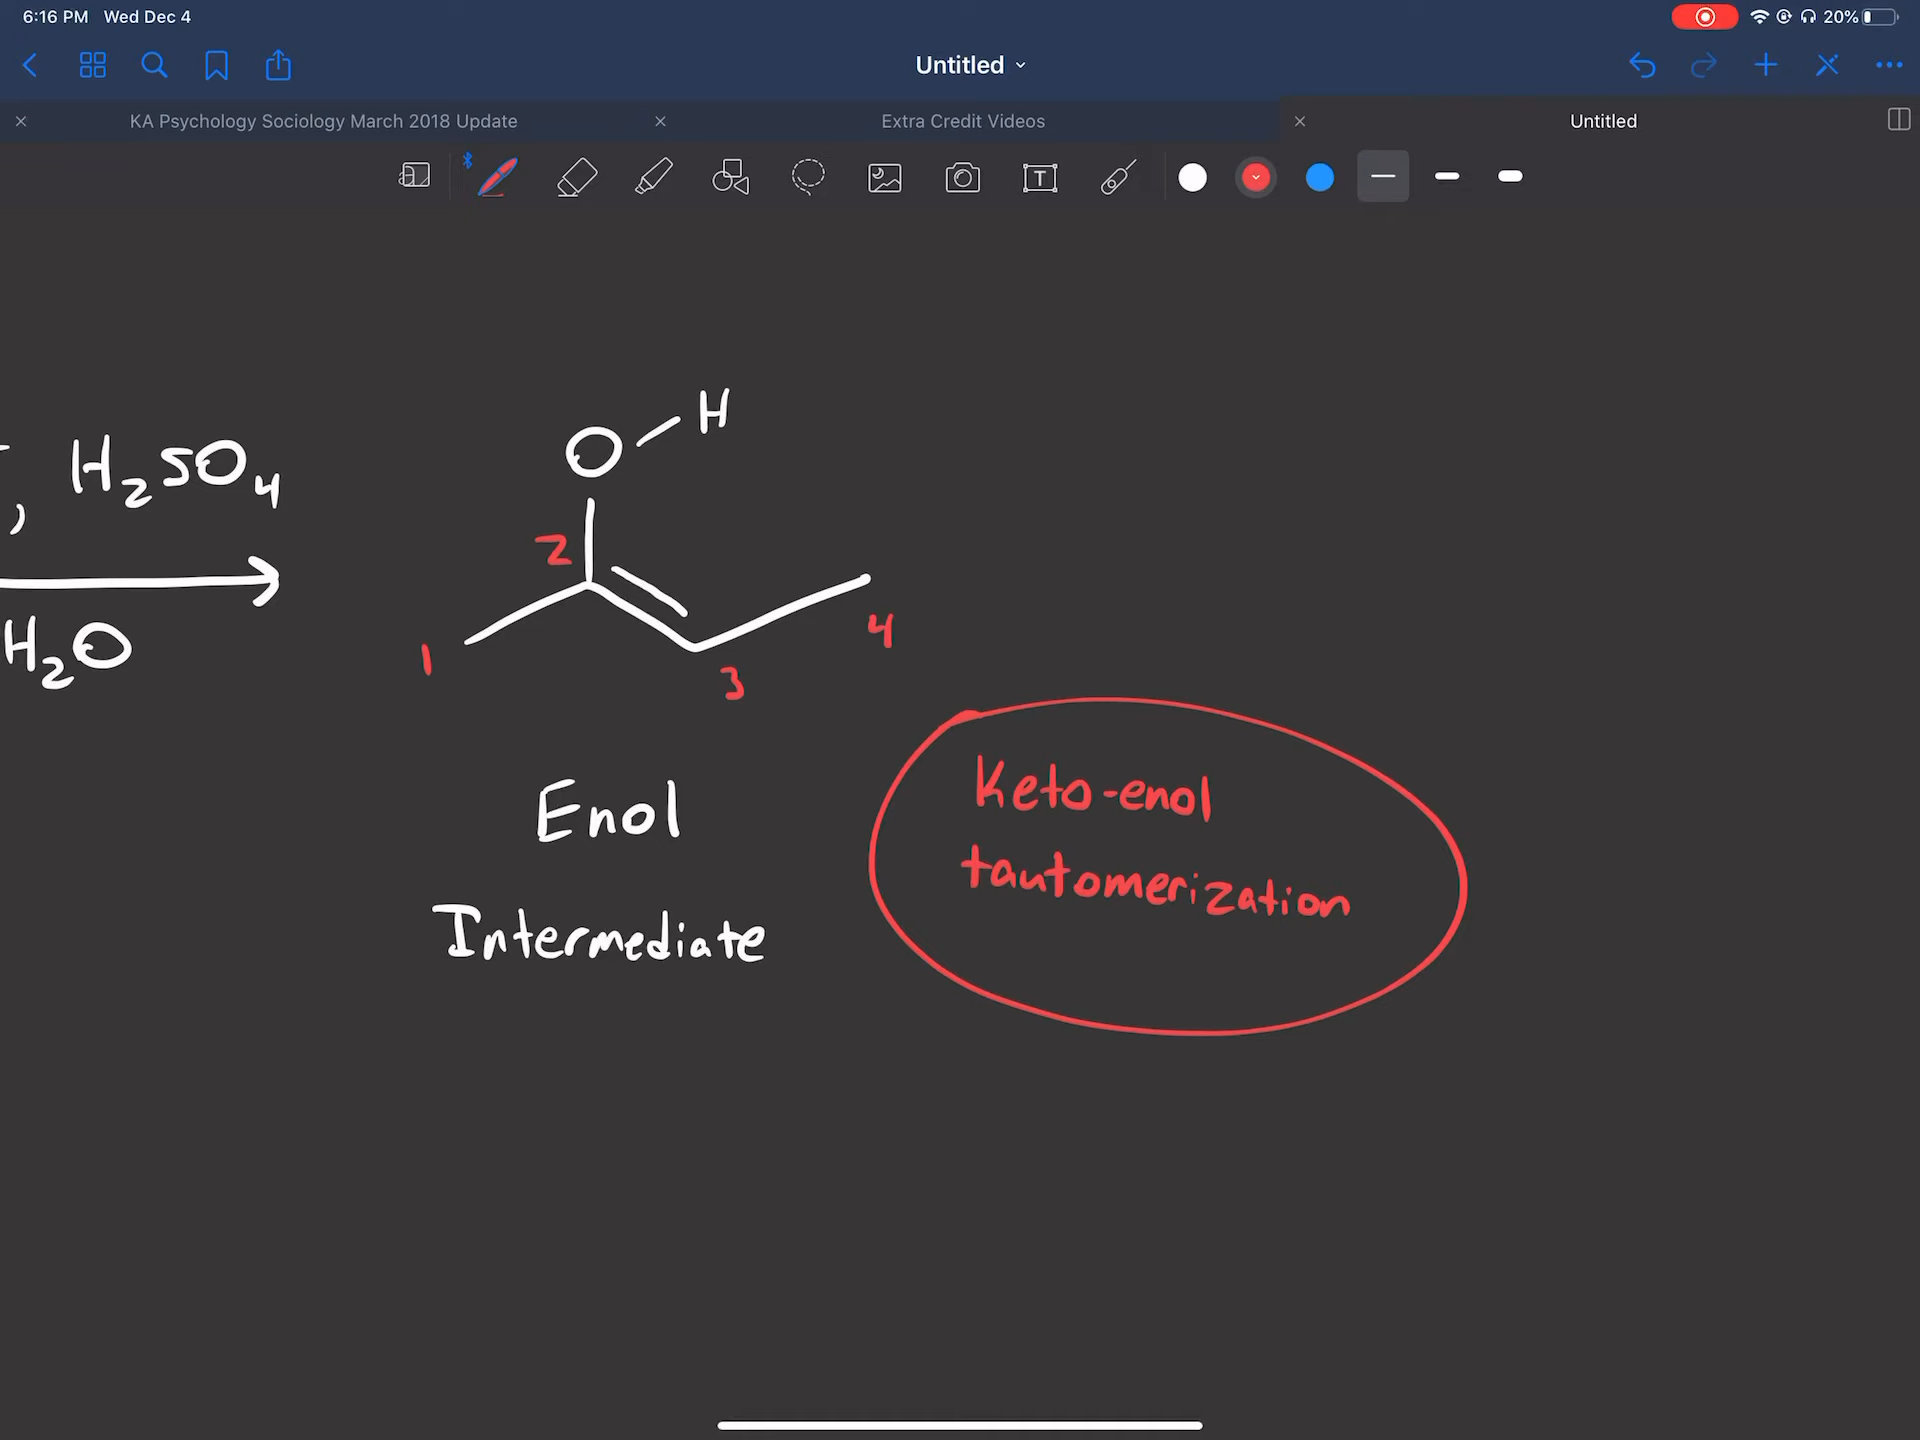 6:16 PM Wed Dec 4
20%
Untitled
KA Psychology Sociology March 2018 Update
Extra Credit Videos
Untitled
T
O-H
, H₂SO₄
2
H₂O
1
3
4
Enol
Intermediate
Keto-enol
tautomerization